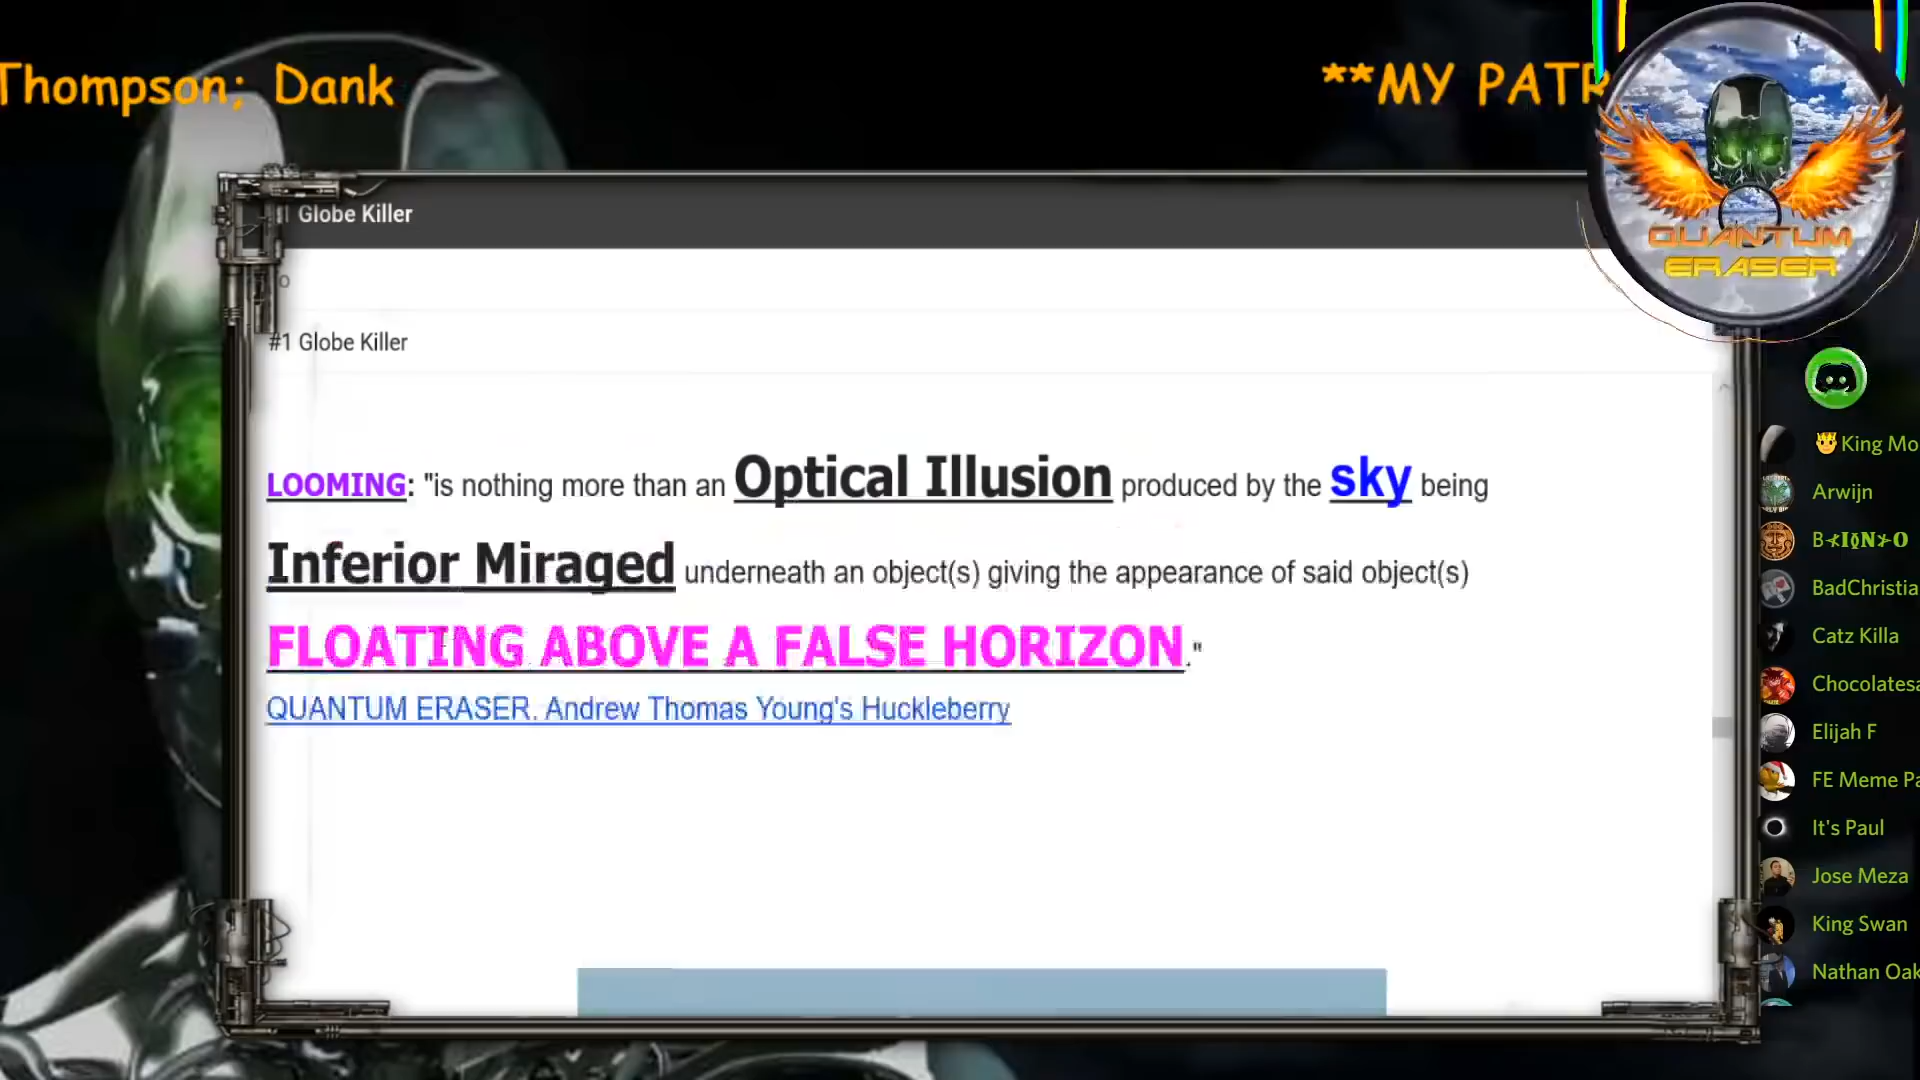 Thompson; Dank
**MY PATR
QUANTUM
ERASER
Globe Killer
#1 Globe Killer
LOOMING: "is nothing more than an Optical Illusion produced by the sky being
Inferior Miraged underneath an object(s) giving the appearance of said object(s)
FLOATING ABOVE A FALSE HORIZON."
QUANTUM ERASER. Andrew Thomas Young's Huckleberry
King Mo
Arwijn
BadChristia
Catz Killa
Chocolatesa
Elijah F
FE Meme Pa
It's Paul
Jose Meza
King Swan
Nathan Oak